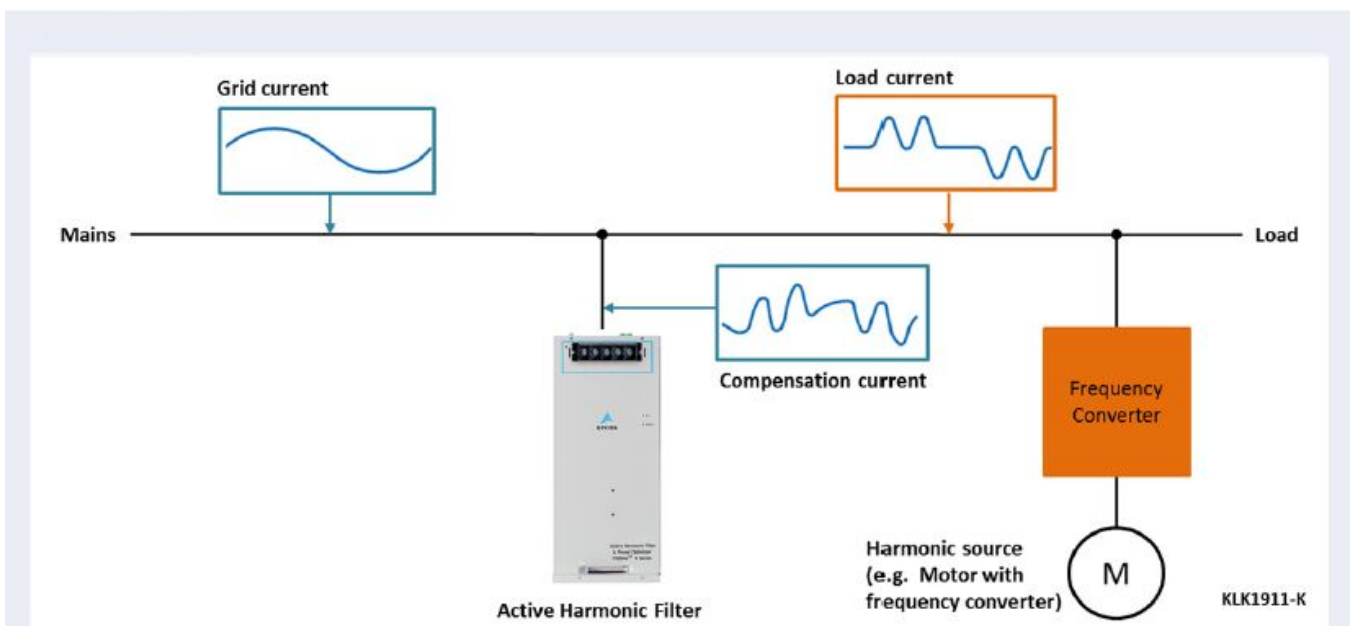 Grid current
Load current
Mains
Load
Compensation current
Frequency
Converter
Active Harmonic Filter
Harmonic source
(e.g. Motor with
frequency converter)
M
KLK1911-K